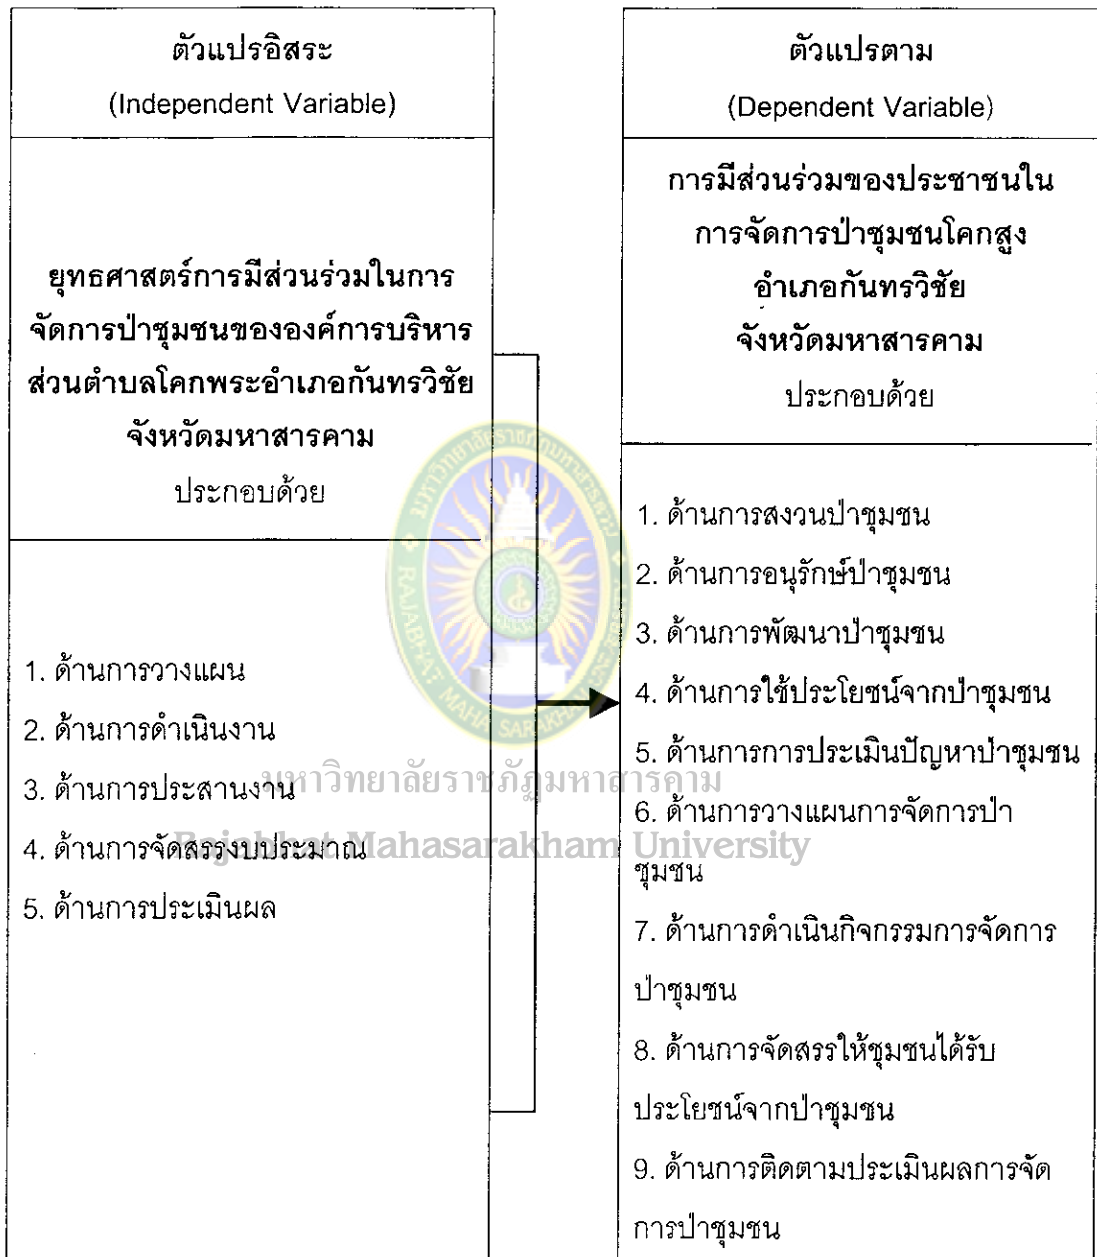 ตัวแปรอิสระ
(Independent Variable)
ยุทธศาสตร์การมีส่วนร่วมในการ
จัดการป่าชุมชนขององค์การบริหาร
ส่วนตำบลโคกพระอำเภอกันทรวิชัย
จังหวัดมหาสารคาม
ประกอบด้วย
1. ด้านการวางแผน
2. ด้านการดำเนินงาน
3. ด้านการประสานงาน
4. ด้านการจัดสรรงบประมาณ
5. ด้านการประเมินผล
ตัวแปรตาม
(Dependent Variable)
การมีส่วนร่วมของประชาชนใน
การจัดการป่าชุมชนโคกสูง
อำเภอกันทรวิชัย
จังหวัดมหาสารคาม
ประกอบด้วย
1. ด้านการสงวนป่าชุมชน
2. ด้านการอนุรักษ์ป่าชุมชน
3. ด้านการพัฒนาป่าชุมชน
4. ด้านการใช้ประโยชน์จากป่าชุมชน
5. ด้านการการประเมินปัญหาป่าชุมชน
6. ด้านการวางแผนการจัดการป่า
ชุมชน
7. ด้านการดำเนินกิจกรรมการจัดการ
ป่าชุมชน
8. ด้านการจัดสรรให้ชุมชนได้รับ
ประโยชน์จากป่าชุมชน
9. ด้านการติดตามประเมินผลการจัด
การป่าชุมชน
มหาวิทยาลัยราชภัฏมหาสารคาม
Rajabhat Mahasarakham University
มหาวิทยาลัยราชภัฏมหาสารคาม
RAJABHAT MAHA SARAKHAM